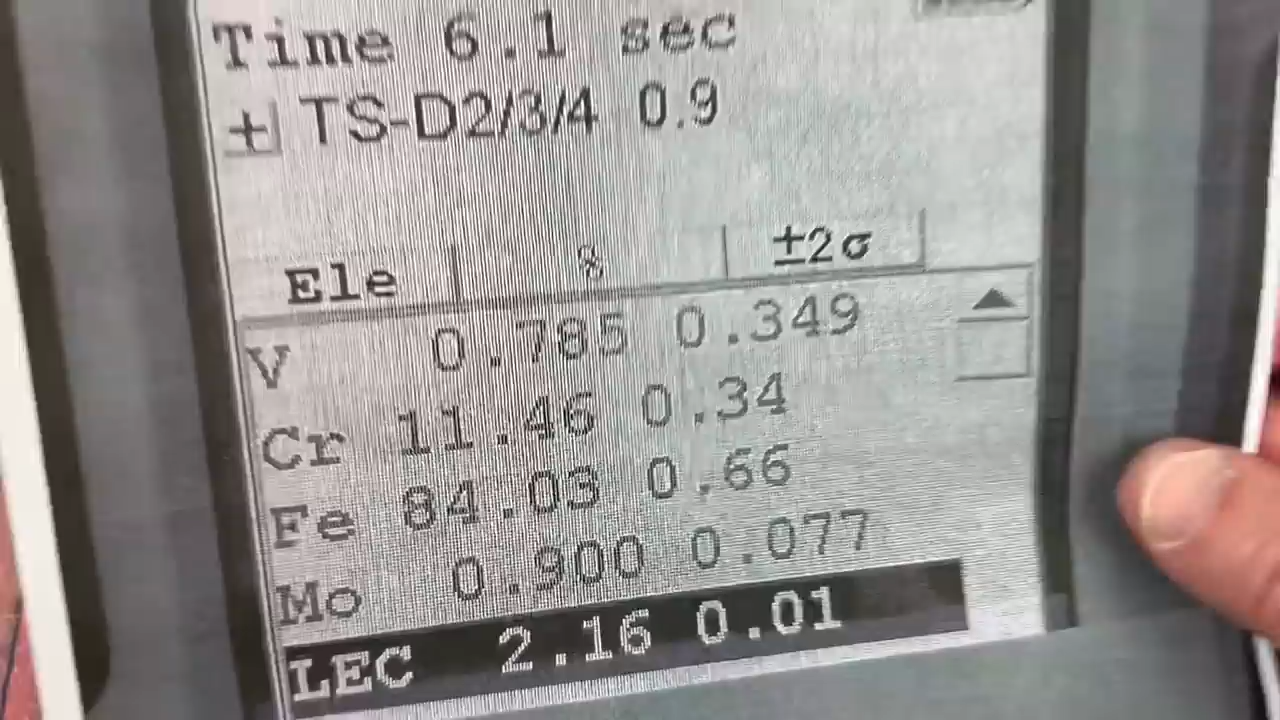 Time 6.1 sec
± TS-D2/3/4 0.9
Ele % ±2σ
V 0.785 0.349
Cr 11.46 0.34
Fe 84.03 0.66
Mo 0.900 0.077
LEC 2.16 0.01